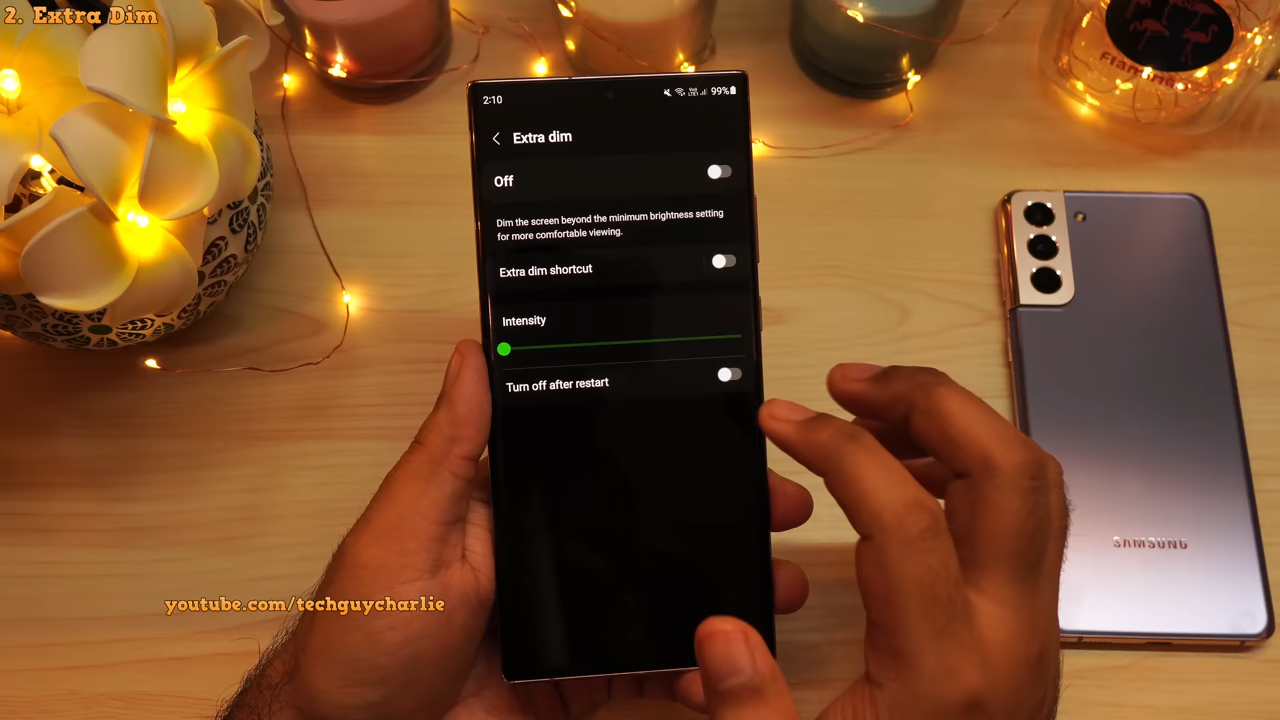 2. Extra Dim
2:10
99%
Extra dim
Off
Dim the screen beyond the minimum brightness setting
for more comfortable viewing.
Extra dim shortcut
Intensity
Turn off after restart
SAMSUNG
youtube.com/techguycharlie